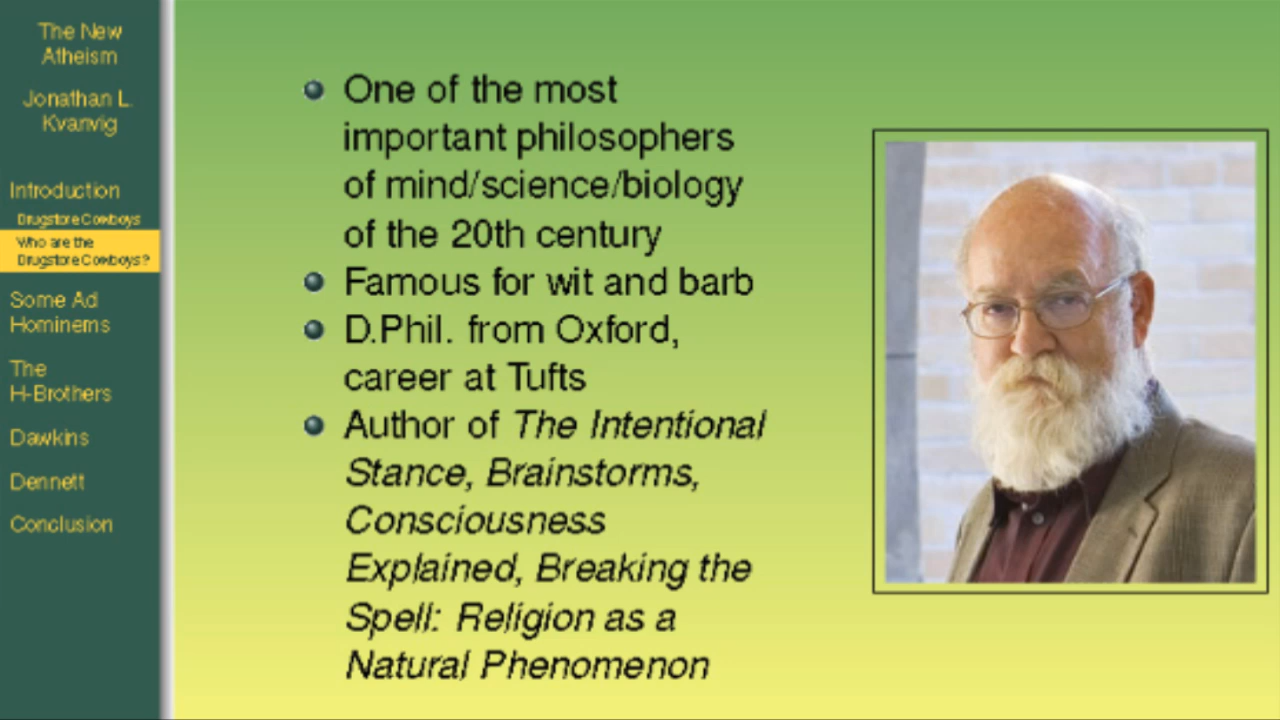 The New
Atheism
Jonathan L.
Kvanvig
Introduction
Drugstore Cowboys
Who are the
Drugstore Cowboys?
Some Ad
Hominems
The
H-Brothers
Dawkins
Dennett
Conclusion
One of the most
important philosophers
of mind/science/biology
of the 20th century
Famous for wit and barb
D.Phil. from Oxford,
career at Tufts
Author of The Intentional
Stance, Brainstorms,
Consciousness
Explained, Breaking the
Spell: Religion as a
Natural Phenomenon